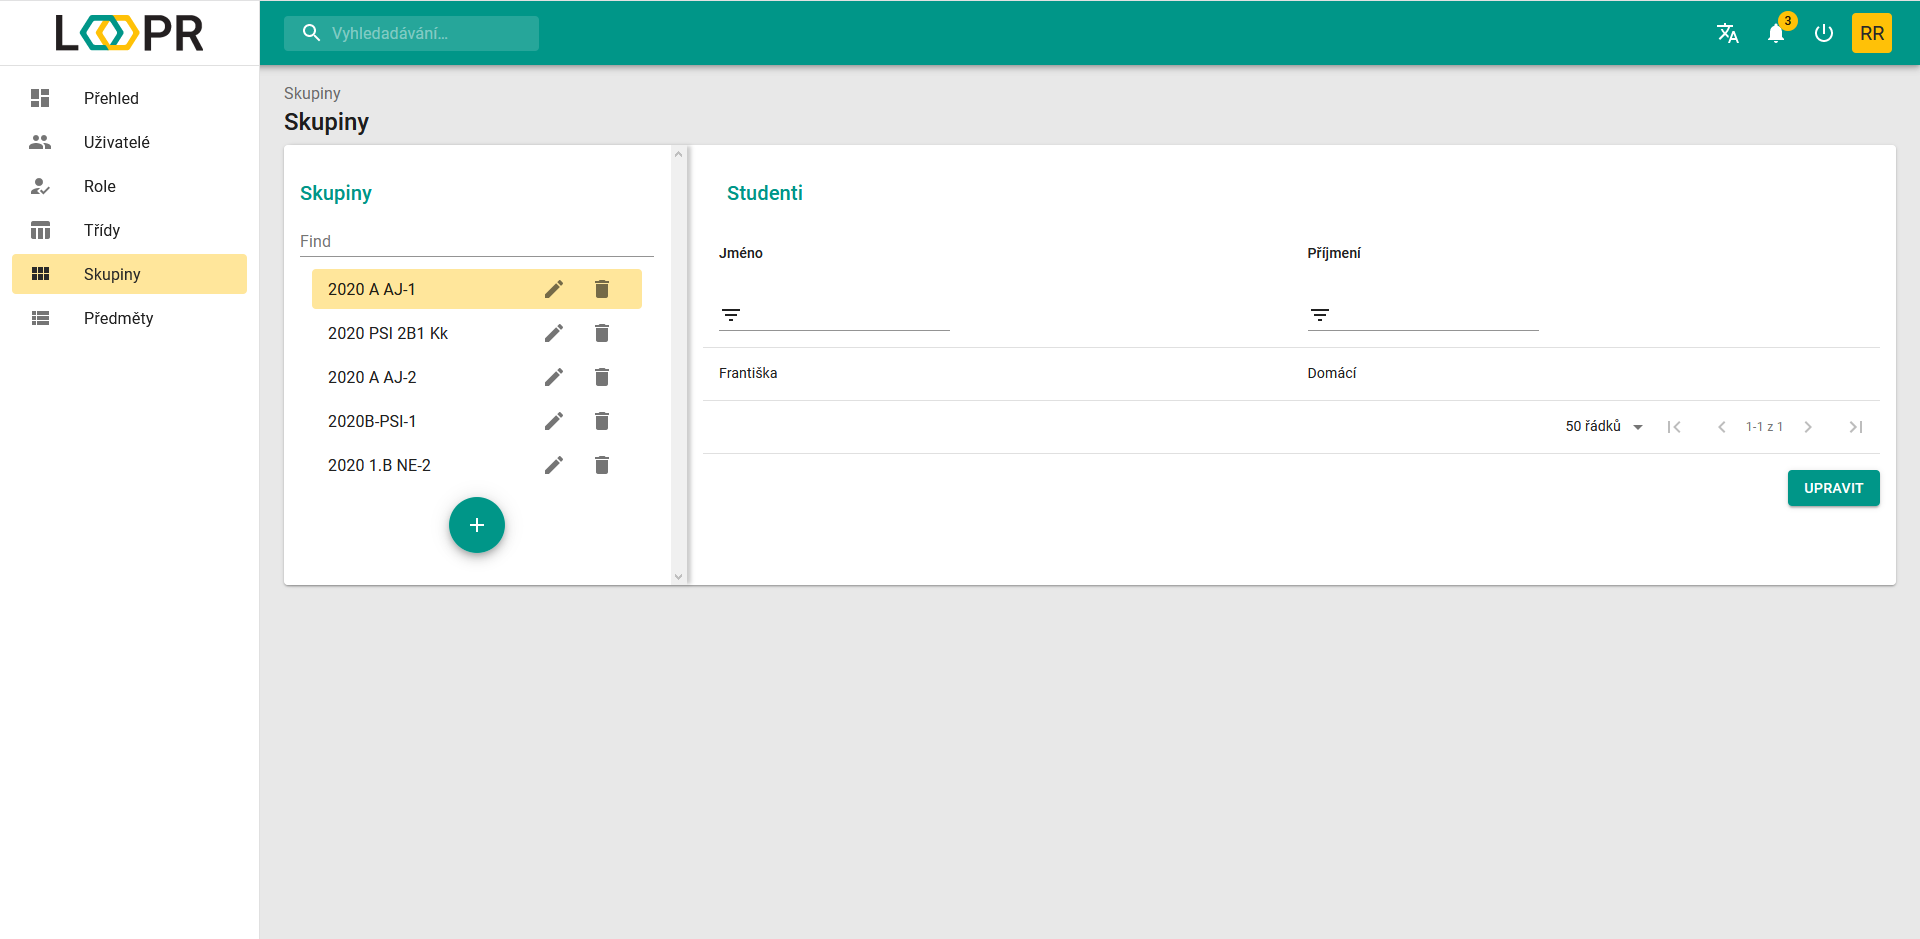 LOOPR
Vyhledadávání...
3
RR
Přehled
Uživatelé
Role
Třídy
Skupiny
Předměty
Skupiny
Skupiny
Skupiny
Find
2020 A AJ-1
2020 PSI 2B1 Kk
2020 A AJ-2
2020B-PSI-1
2020 1.B NE-2
Studenti
Jméno Příjmení
Františka Domácí
50 řádků 1-1 z 1
UPRAVIT